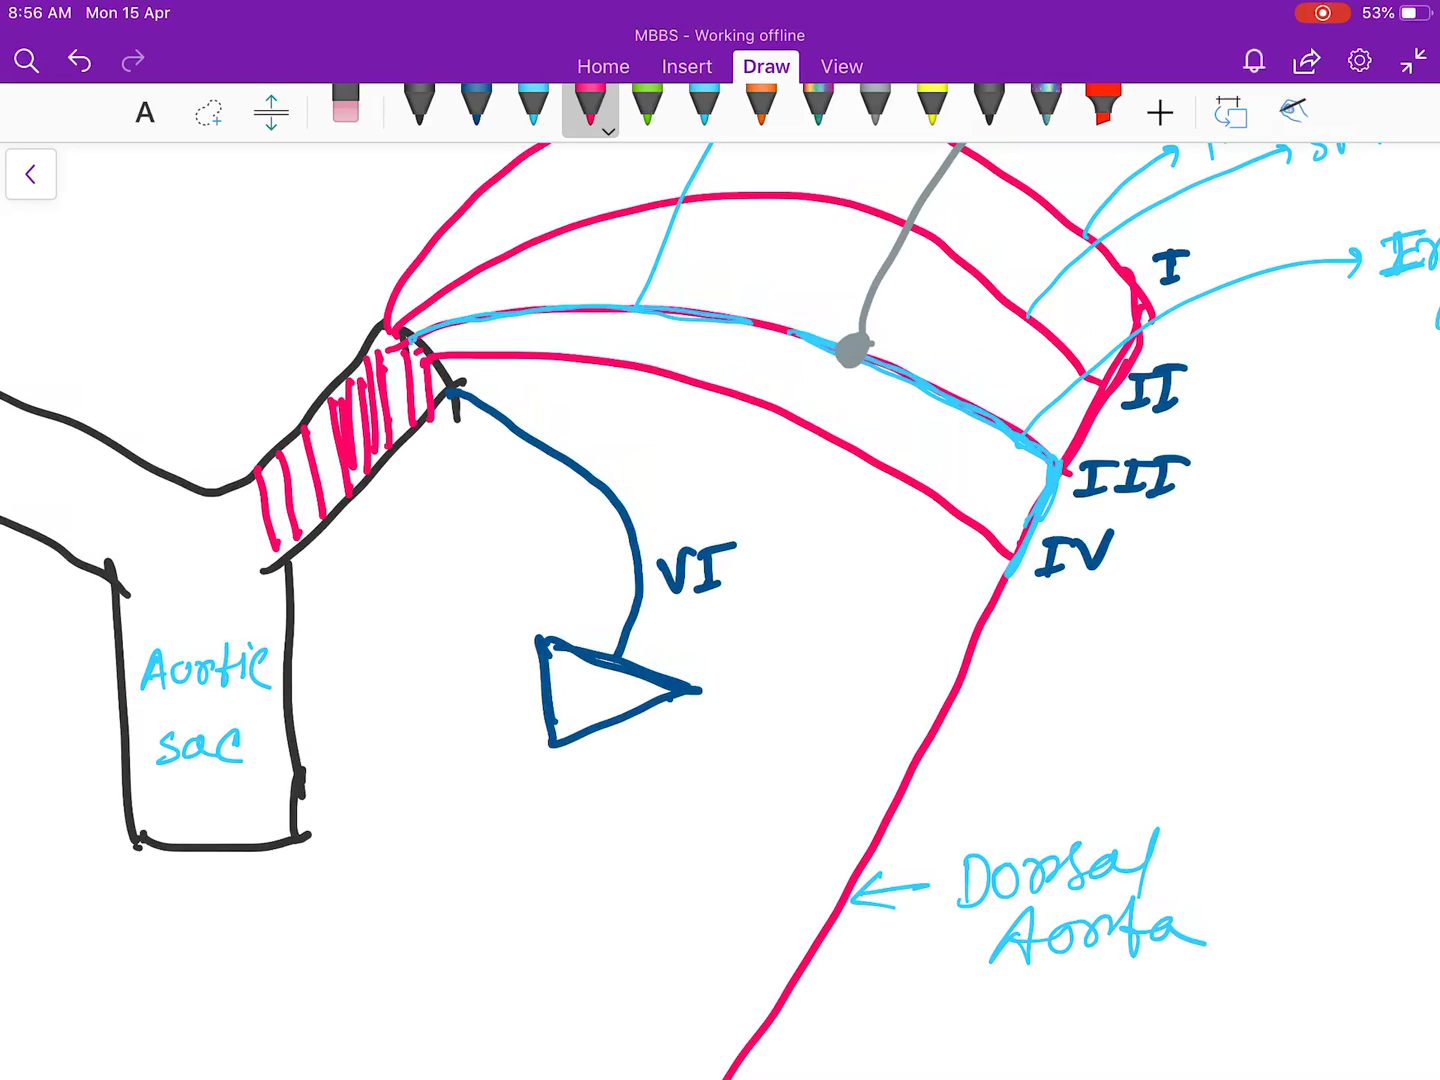 8:56 AM Mon 15 Apr
53%
MBBS - Working offline
Home Insert Draw View
A
I
II
III
IV
VI
Aortic
sac
Dorsal
Aorta